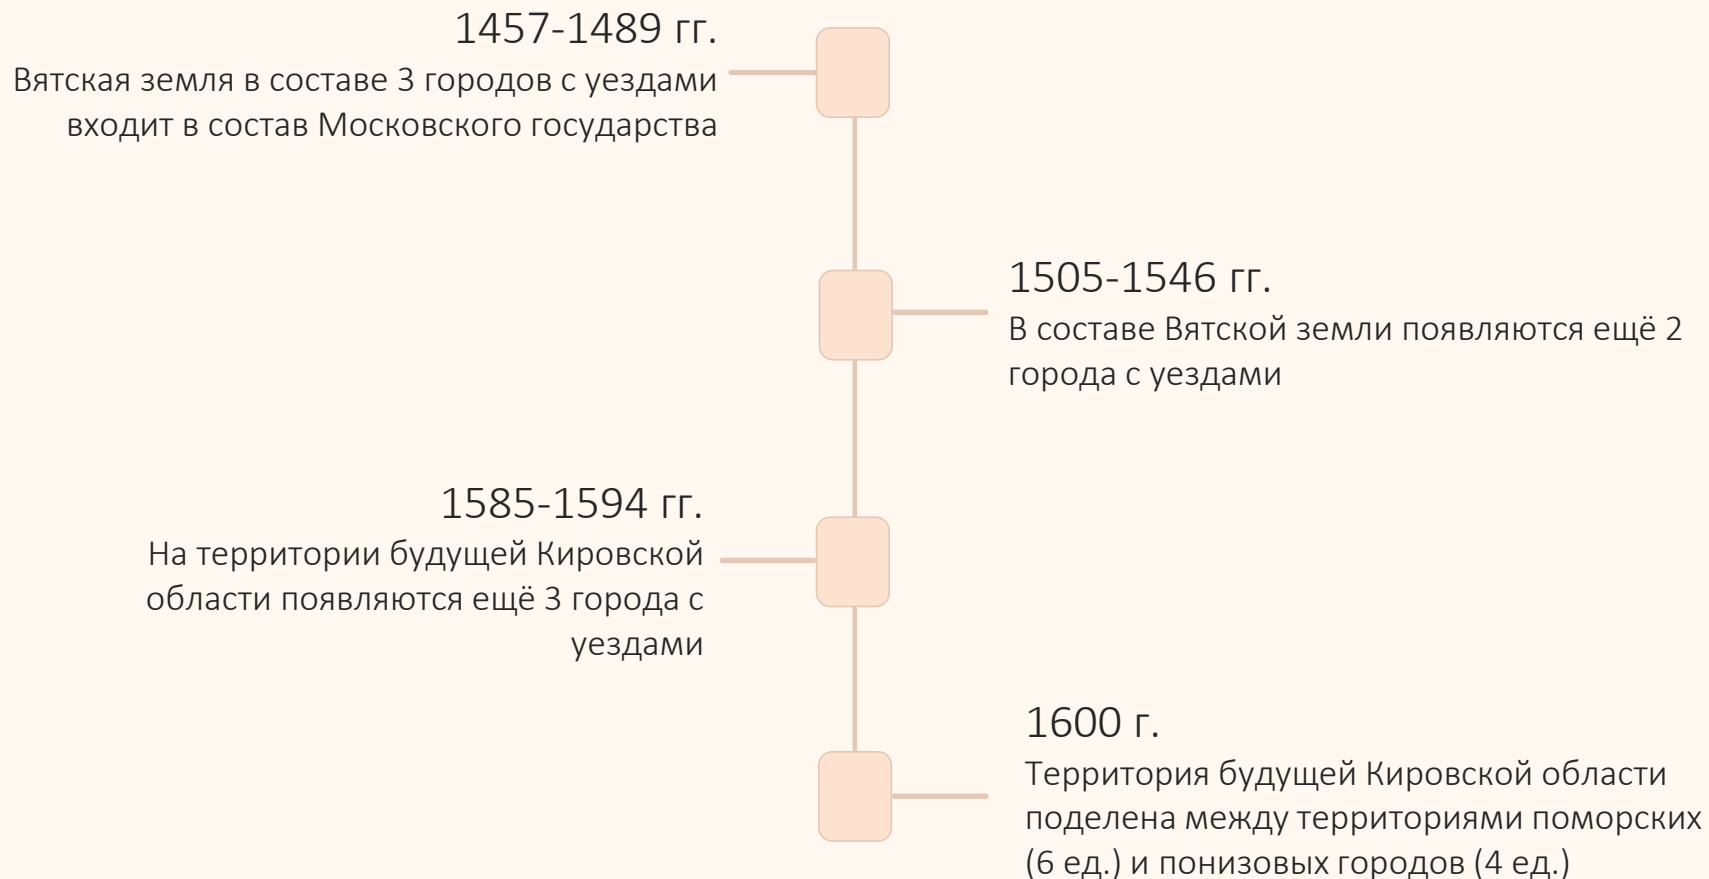 1457-1489 гг.
Вятская земля в составе 3 городов с уездами
входит в состав Московского государства
1505-1546 гг.
В составе Вятской земли появляются ещё 2
города с уездами
1585-1594 гг.
На территории будущей Кировской
области появляются ещё 3 города с
уездами
1600 г.
Территория будущей Кировской области
поделена между территориями поморских
(6 ед.) и понизовых городов (4 ед.)